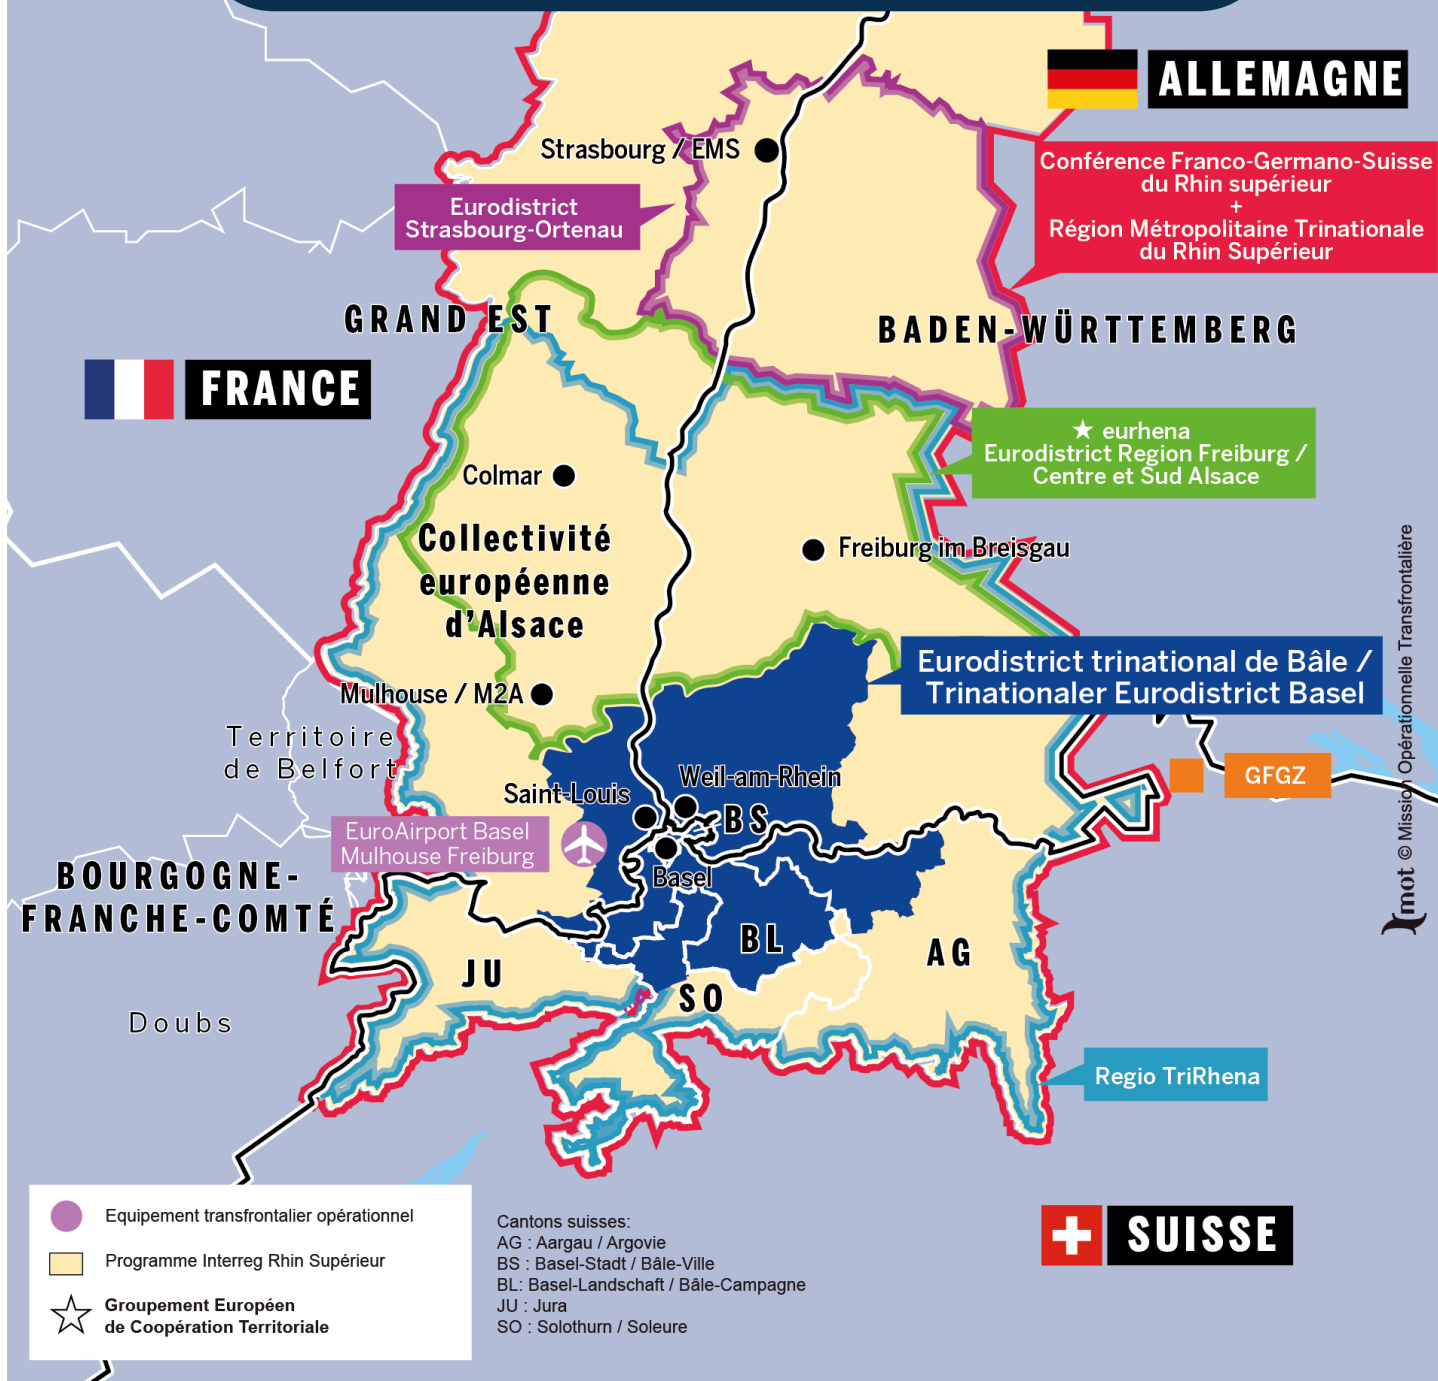 ALLEMAGNE
Strasbourg / EMS
Conférence Franco-Germano-Suisse
du Rhin supérieur
+
Région Métropolitaine Trinationale
du Rhin Supérieur
Eurodistrict
Strasbourg-Ortenau
GRAND EST
BADEN-WÜRTTEMBERG
FRANCE
eurhena
Eurodistrict Region Freiburg /
Centre et Sud Alsace
Colmar
Collectivité
européenne
d'Alsace
Freiburg im Breisgau
Eurodistrict trinational de Bâle /
Trinationaler Eurodistrict Basel
Mulhouse / M2A
Territoire
de Belfort
Weil-am-Rhein
Saint-Louis
GFGZ
BS
EuroAirport Basel
Mulhouse Freiburg
Basel
BOURGOGNE-
FRANCHE-COMTÉ
BL
AG
JU
SO
Doubs
Regio TriRhena
mot © Mission Opérationnelle Transfrontalière
SUISSE
Equipement transfrontalier opérationnel
Programme Interreg Rhin Supérieur
Groupement Européen
de Coopération Territoriale
Cantons suisses:
AG : Aargau / Argovie
BS : Basel-Stadt / Bâle-Ville
BL: Basel-Landschaft / Bâle-Campagne
JU : Jura
SO : Solothurn / Soleure